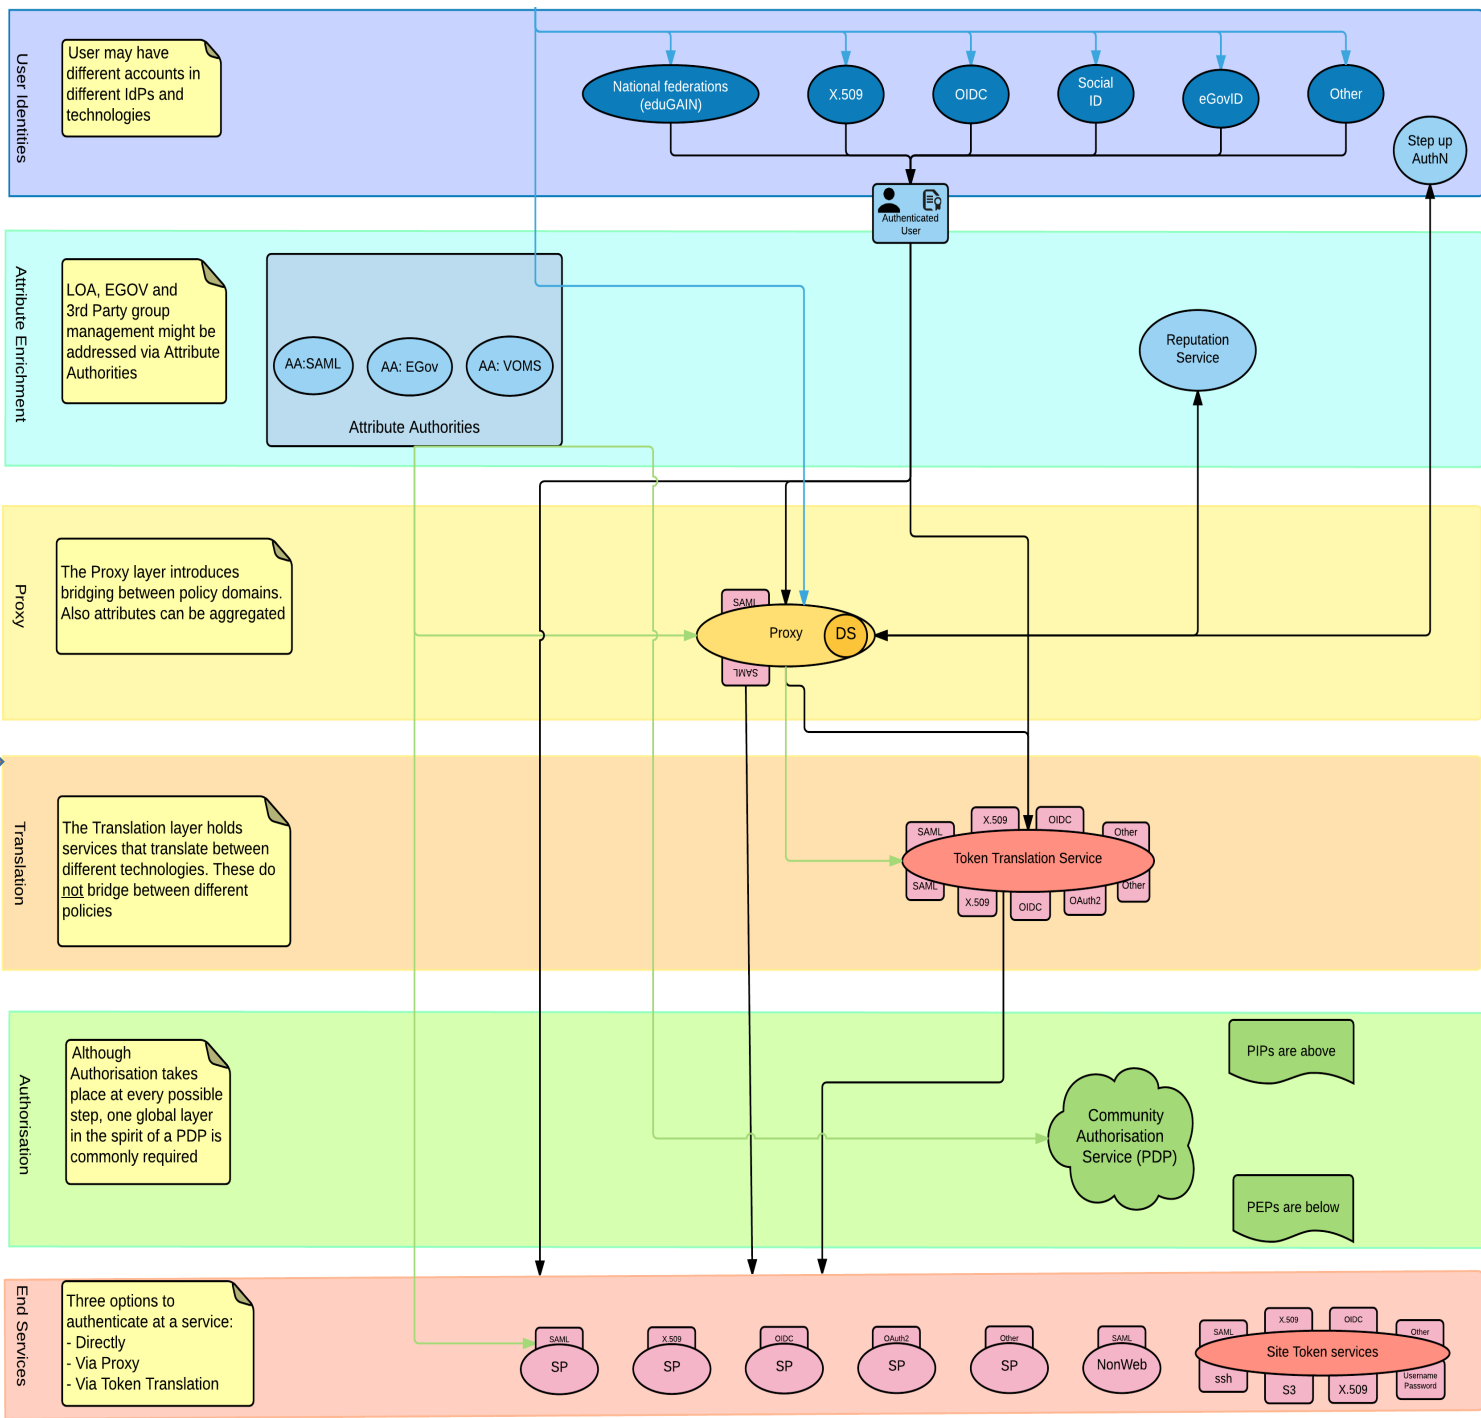 User Identities
User may have
different accounts in
different IdPs and
technologies
National federations
(eduGAIN)
X.509
OIDC
Social
ID
eGovID
Other
Step up
AuthN
Authenticated
User
Attribute Enrichment
LOA, EGOV and
3rd Party group
management might be
addressed via Attribute
Authorities
AA:SAML
AA: EGov
AA: VOMS
Attribute Authorities
Reputation
Service
Proxy
The Proxy layer introduces
bridging between policy domains.
Also attributes can be aggregated
SAML
Proxy
DS
SAML
Translation
The Translation layer holds
services that translate between
different technologies. These do
not bridge between different
policies
SAML
X.509
OIDC
Other
Token Translation Service
SAML
X.509
OIDC
OAuth2
Other
Authorisation
Although
Authorisation takes
place at every possible
step, one global layer
in the spirit of a PDP is
commonly required
PIPs are above
Community
Authorisation
Service (PDP)
PEPs are below
End Services
Three options to
authenticate at a service:
- Directly
- Via Proxy
- Via Token Translation
SAML
SP
X.509
SP
OIDC
SP
OAuth2
SP
Other
SP
SAML
NonWeb
SAML
X.509
OIDC
Other
Site Token services
ssh
S3
X.509
Username
Password